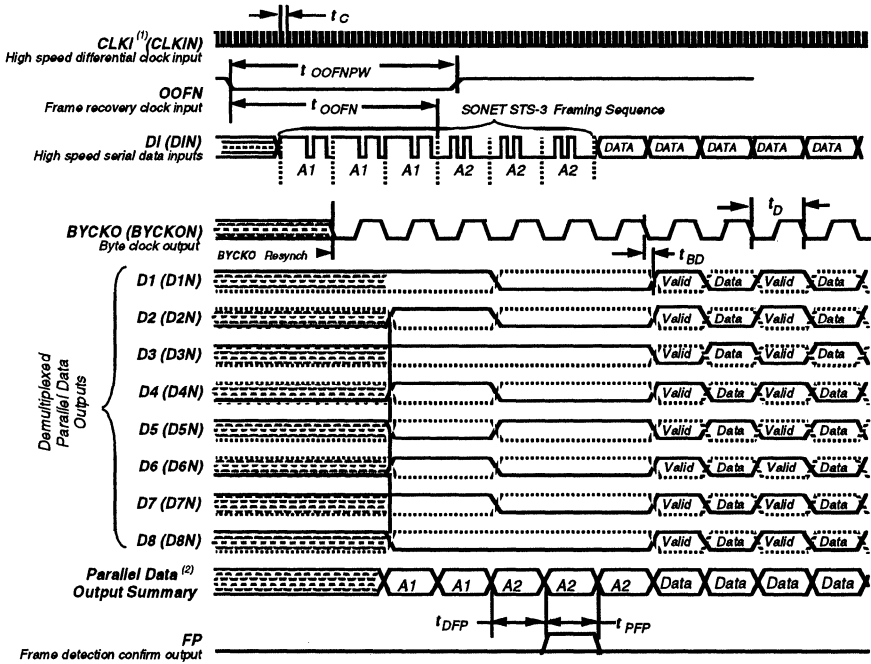 t C
CLKI (1) (CLKIN)
High speed differential clock input
t OOFNPW
OOFN
Frame recovery clock input
t OOFN
SONET STS-3 Framing Sequence
DI (DIN)
High speed serial data inputs
DATA DATA DATA DATA DATA
A1 A1 A1 A2 A2 A2
t D
BYCKO (BYCKON)
Byte clock output
BYCKO Resynch
t BD
Demultiplexed
Parallel Data
Outputs
D1 (D1N) Valid Data Valid Data
D2 (D2N) Valid Data Valid Data
D3 (D3N) Valid Data Valid Data
D4 (D4N) Valid Data Valid Data
D5 (D5N) Valid Data Valid Data
D6 (D6N) Valid Data Valid Data
D7 (D7N) Valid Data Valid Data
D8 (D8N) Valid Data Valid Data
Parallel Data (2)
Output Summary
A1 A1 A2 A2 A2 Data Data Data Data
t DFP t PFP
FP
Frame detection confirm output